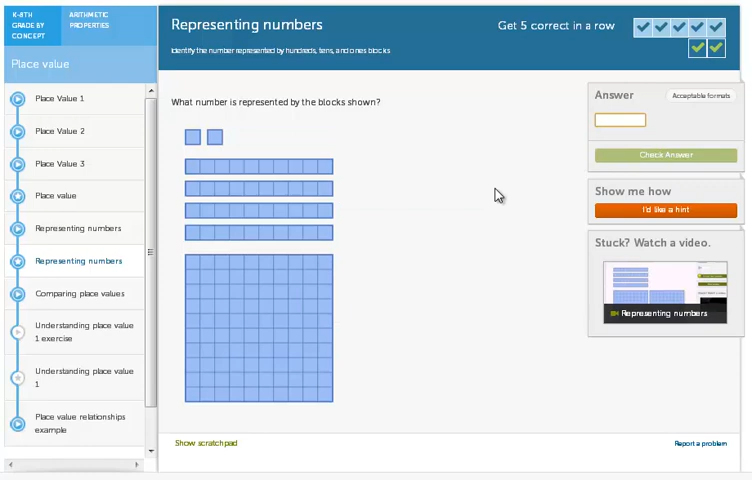 K-8TH
GRADE BY
CONCEPT
ARITHMETIC
PROPERTIES
Place value
Place Value 1
Place Value 2
Place Value 3
Place value
Representing numbers
Representing numbers
Comparing place values
Understanding place value
1 exercise
Understanding place value
1
Place value relationships
example
Representing numbers
Identify the number represented by hundreds, tens, and ones blocks
Get 5 correct in a row
What number is represented by the blocks shown?
Show scratchpad
Report a problem
Answer
Acceptable formats
Check Answer
Show me how
I'd like a hint
Stuck? Watch a video.
Representing numbers